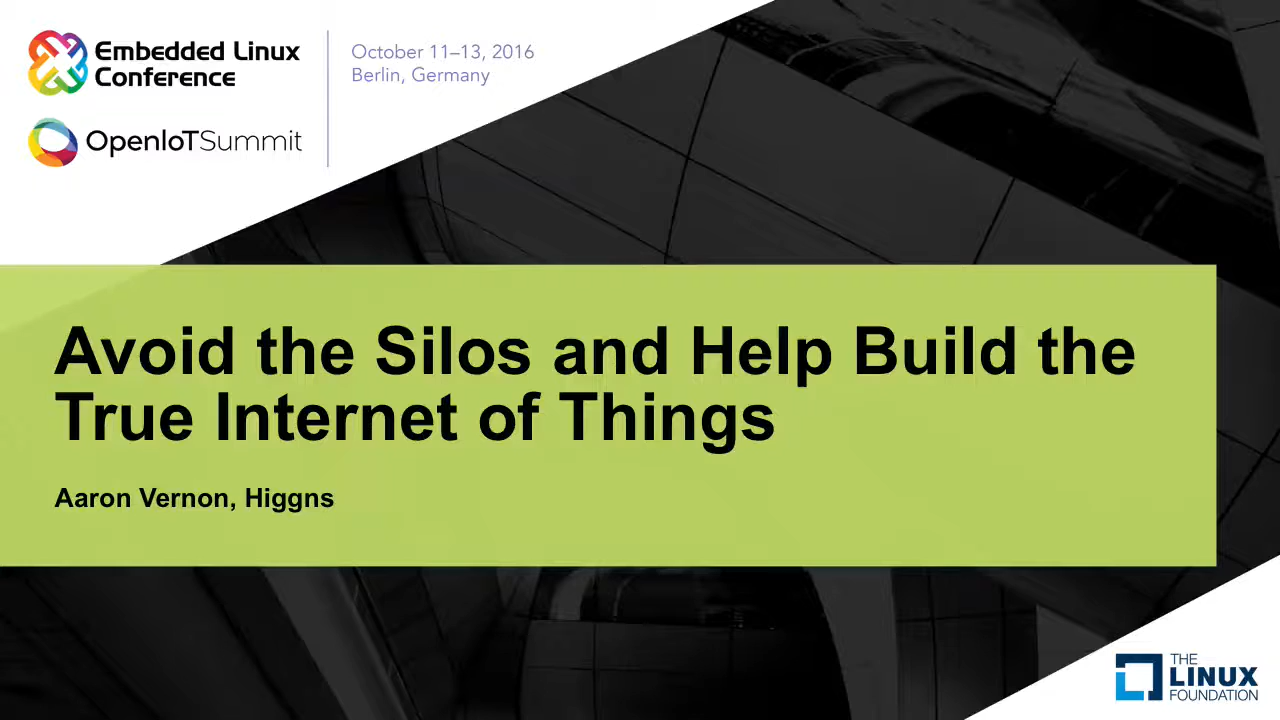 Embedded Linux
Conference
October 11–13, 2016
Berlin, Germany
OpenIoTSummit
Avoid the Silos and Help Build the
True Internet of Things
Aaron Vernon, Higgns
THE
LINUX
FOUNDATION